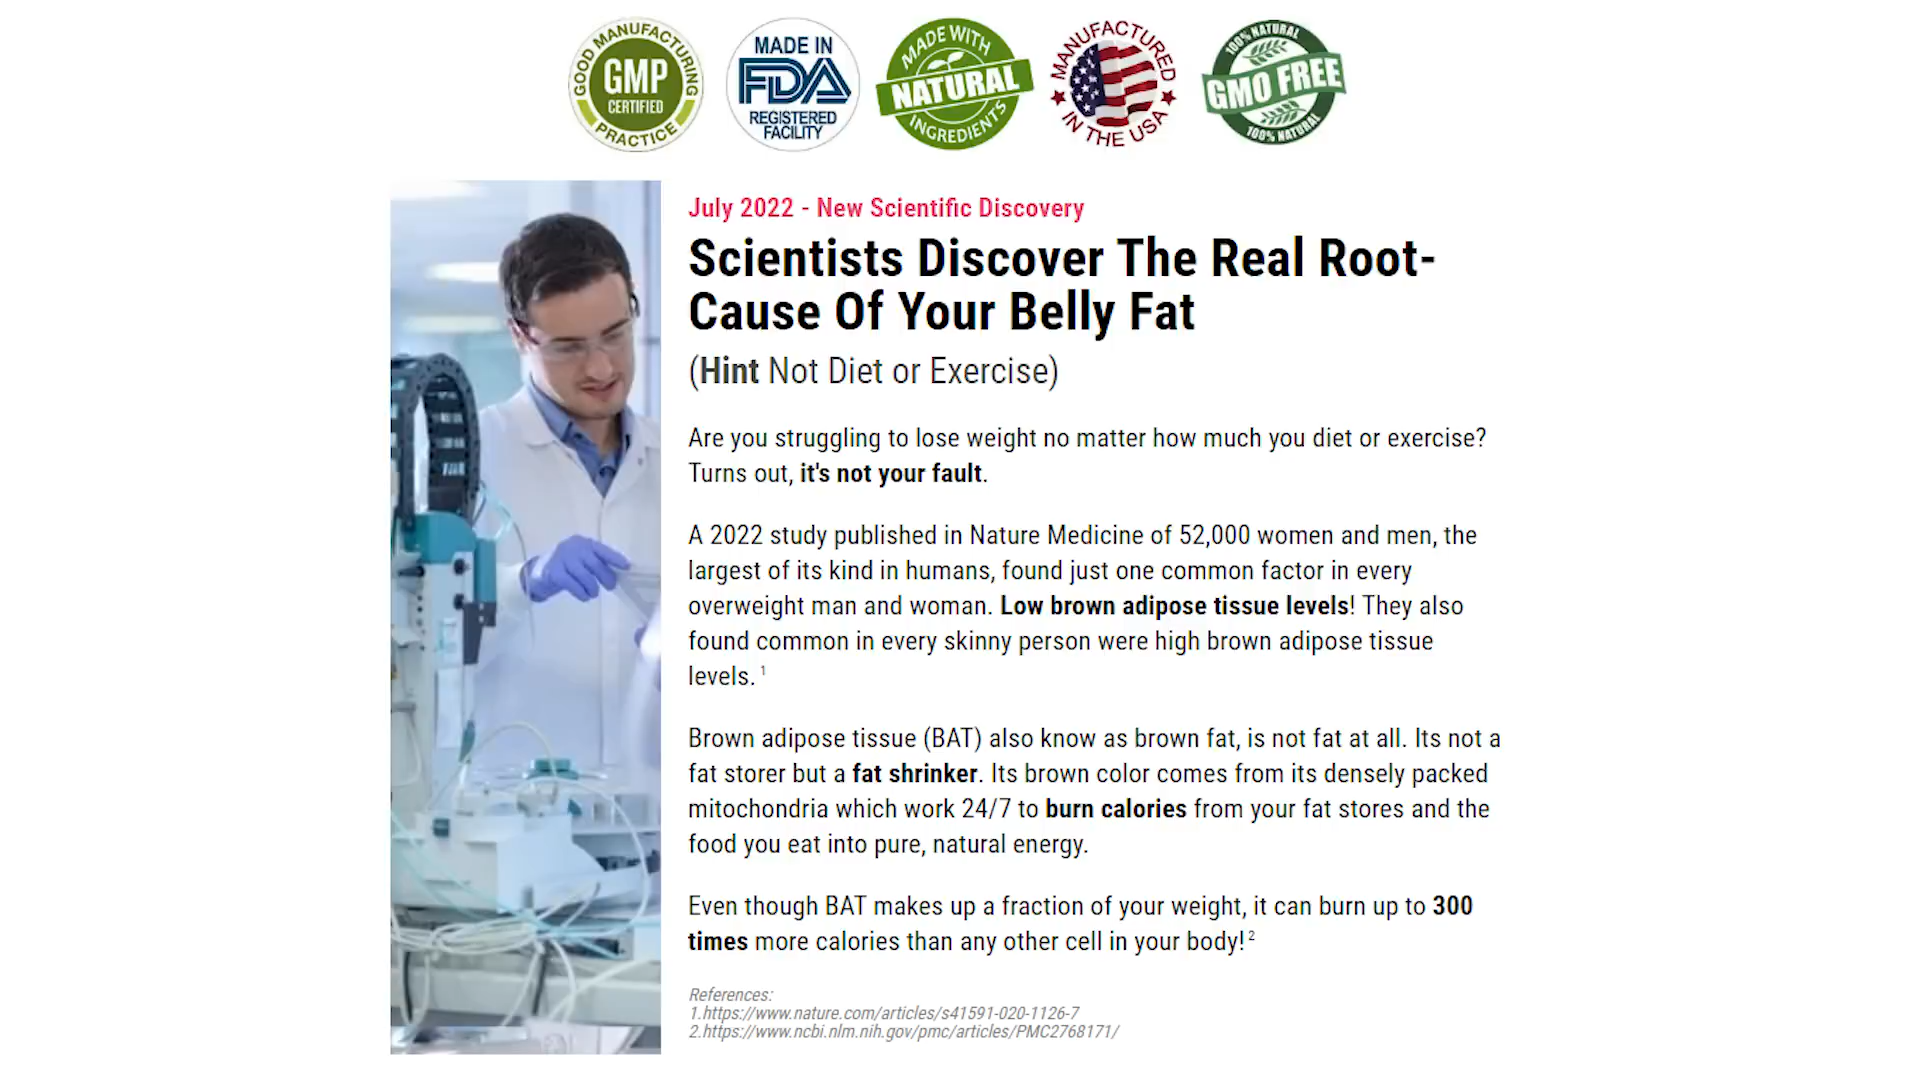 GOOD MANUFACTURING
GMP
CERTIFIED
PRACTICE
MADE IN
FDA
REGISTERED
FACILITY
MADE WITH
NATURAL
INGREDIENTS
MANUFACTURED
IN THE USA
100% NATURAL
GMO FREE
100% NATURAL
July 2022 - New Scientific Discovery
Scientists Discover The Real Root-
Cause Of Your Belly Fat
(Hint Not Diet or Exercise)
Are you struggling to lose weight no matter how much you diet or exercise?
Turns out, it's not your fault.
A 2022 study published in Nature Medicine of 52,000 women and men, the
largest of its kind in humans, found just one common factor in every
overweight man and woman. Low brown adipose tissue levels! They also
found common in every skinny person were high brown adipose tissue
levels. 1
Brown adipose tissue (BAT) also know as brown fat, is not fat at all. Its not a
fat storer but a fat shrinker. Its brown color comes from its densely packed
mitochondria which work 24/7 to burn calories from your fat stores and the
food you eat into pure, natural energy.
Even though BAT makes up a fraction of your weight, it can burn up to 300
times more calories than any other cell in your body! 2
References:
1.https://www.nature.com/articles/s41591-020-1126-7
2.https://www.ncbi.nlm.nih.gov/pmc/articles/PMC2768171/